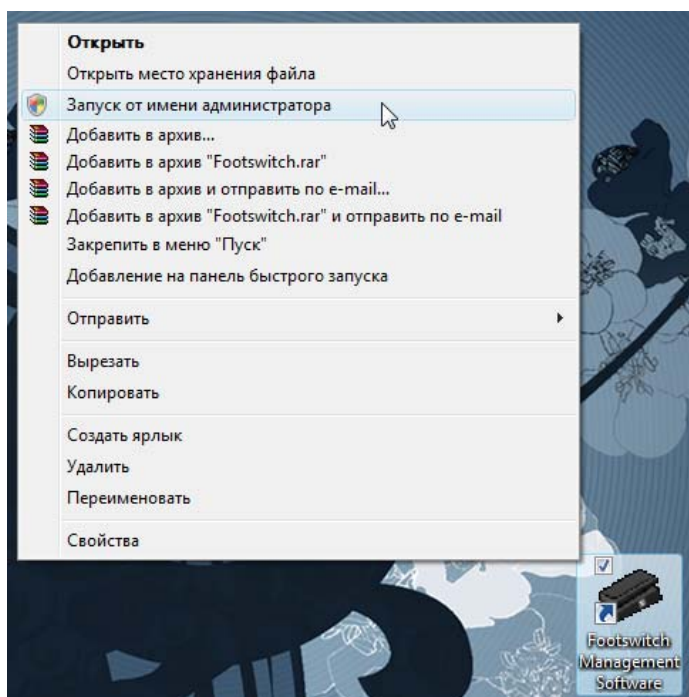 Открыть
Открыть место хранения файла
Запуск от имени администратора
Добавить в архив...
Добавить в архив "Footswitch.rar"
Добавить в архив и отправить по e-mail...
Добавить в архив "Footswitch.rar" и отправить по e-mail
Закрепить в меню "Пуск"
Добавление на панель быстрого запуска
Отправить
Вырезать
Копировать
Создать ярлык
Удалить
Переименовать
Свойства
Footswitch
Management
Software